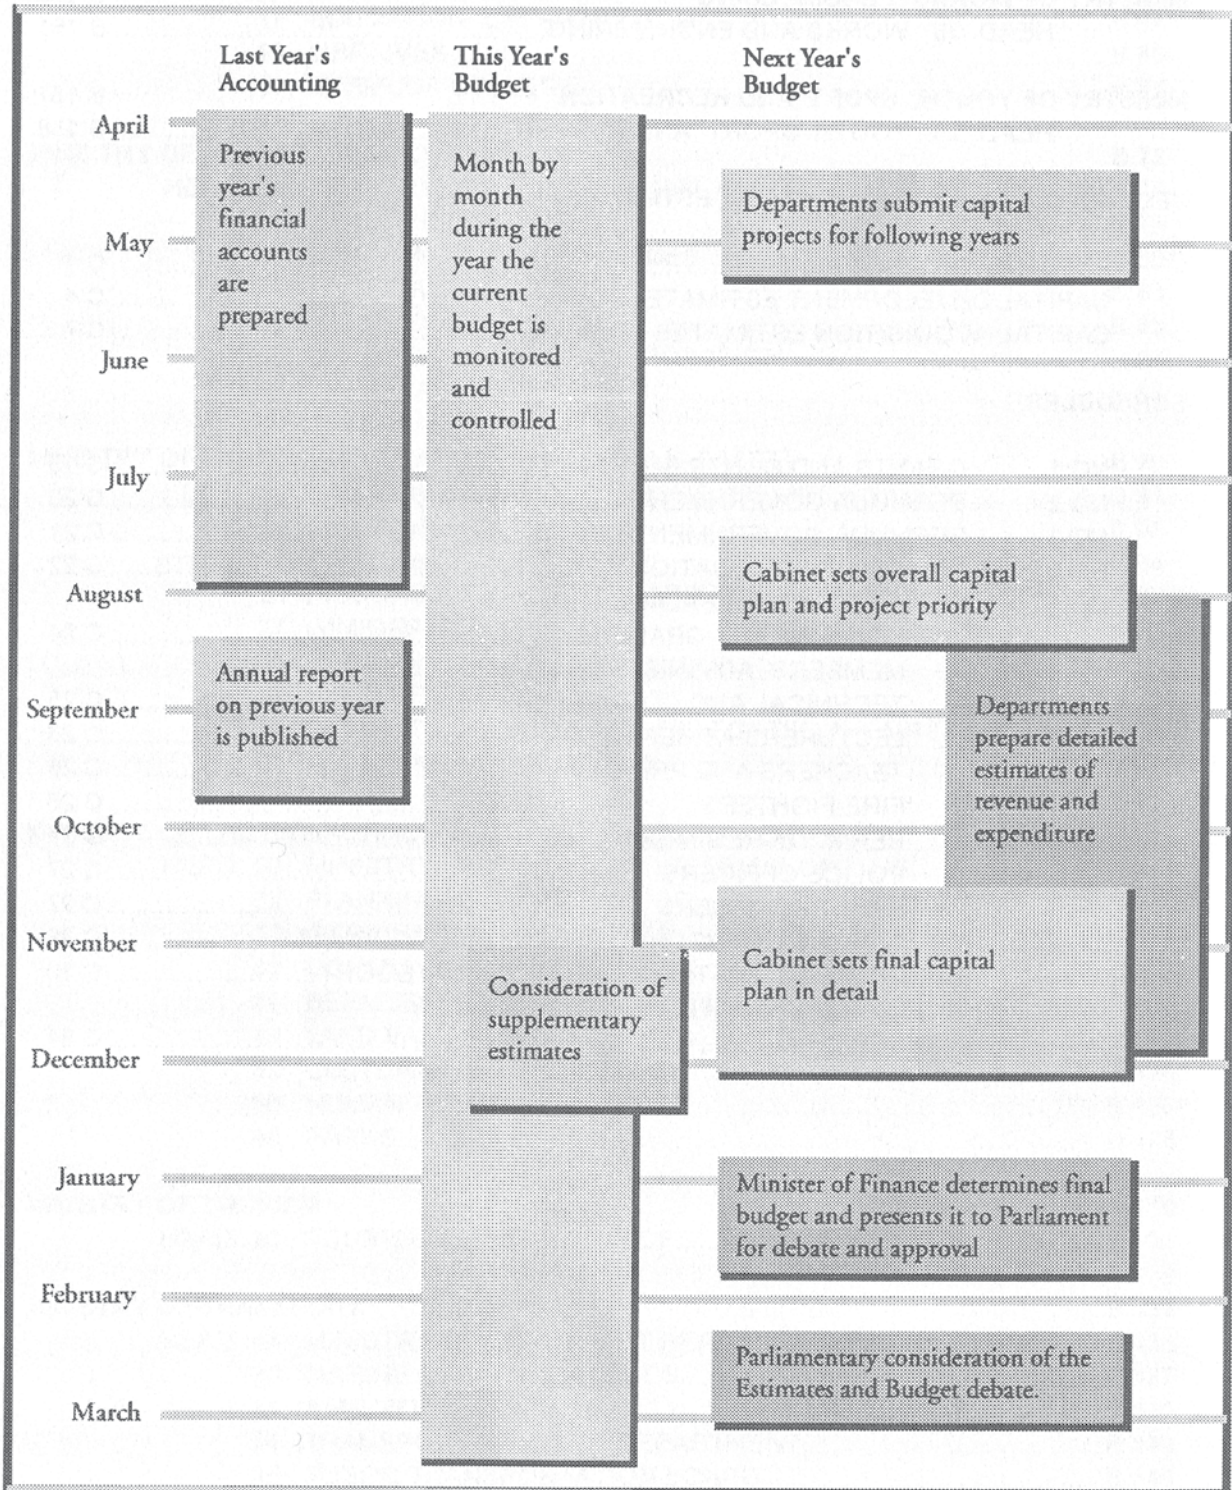 Last Year's
Accounting
This Year's
Budget
Next Year's
Budget
April
May
June
July
August
September
October
November
December
January
February
March
Previous
year's
financial
accounts
are
prepared
Annual report
on previous year
is published
Month by
month
during the
year the
current
budget is
monitored
and
controlled
Consideration of
supplementary
estimates
Departments submit capital
projects for following years
Cabinet sets overall capital
plan and project priority
Departments
prepare detailed
estimates of
revenue and
expenditure
Cabinet sets final capital
plan in detail
Minister of Finance determines final
budget and presents it to Parliament
for debate and approval
Parliamentary consideration of the
Estimates and Budget debate.